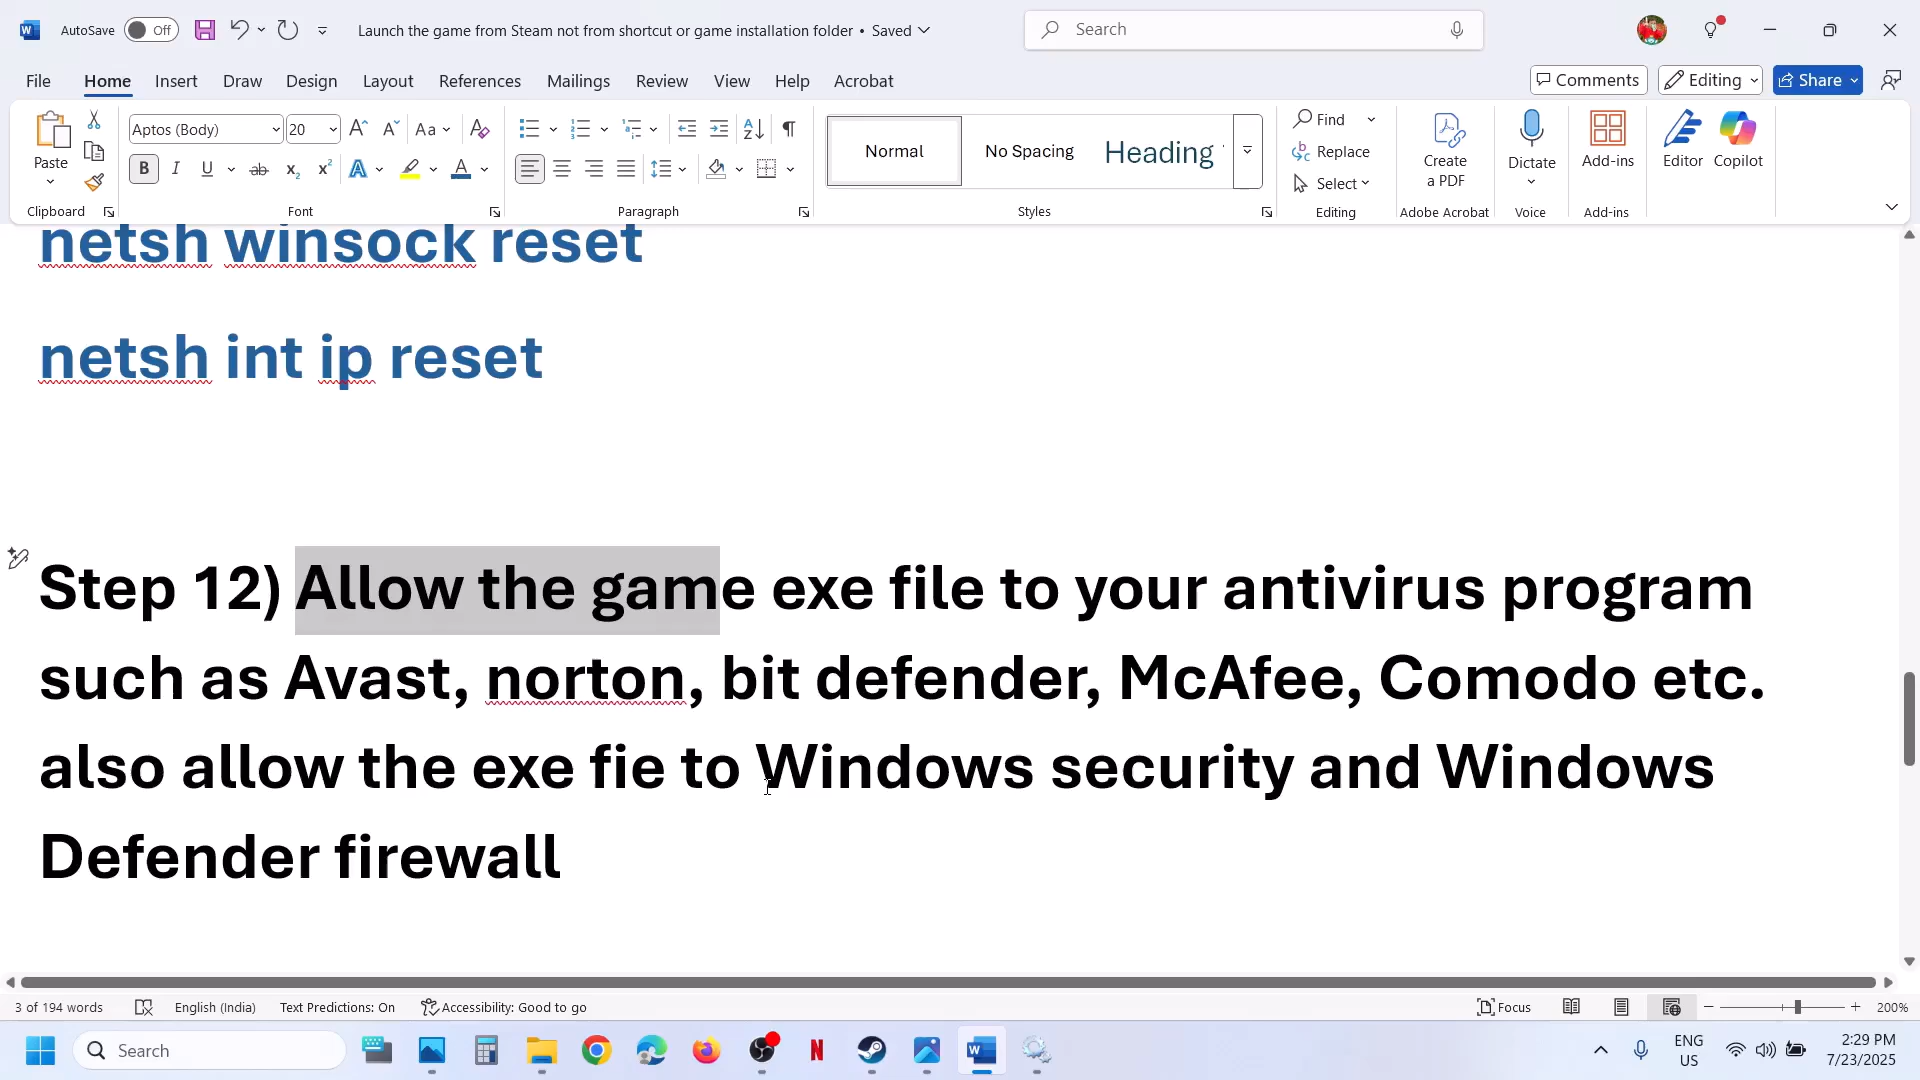 AutoSave Off Launch the game from Steam not from shortcut or game installation folder • Saved Search
File Home Insert Draw Design Layout References Mailings Review View Help Acrobat Comments Editing Share
Paste Aptos (Body) 20 Normal No Spacing Heading Find Replace Select Create a PDF Dictate Add-ins Editor Copilot
Clipboard Font Paragraph Styles Editing Adobe Acrobat Voice Add-ins
netsh winsock reset
netsh int ip reset
Step 12) Allow the game exe file to your antivirus program
such as Avast, norton, bit defender, McAfee, Comodo etc.
also allow the exe fie to Windows security and Windows
Defender firewall
3 of 194 words English (India) Text Predictions: On Accessibility: Good to go Focus 200%
Search ENG US 2:29 PM 7/23/2025